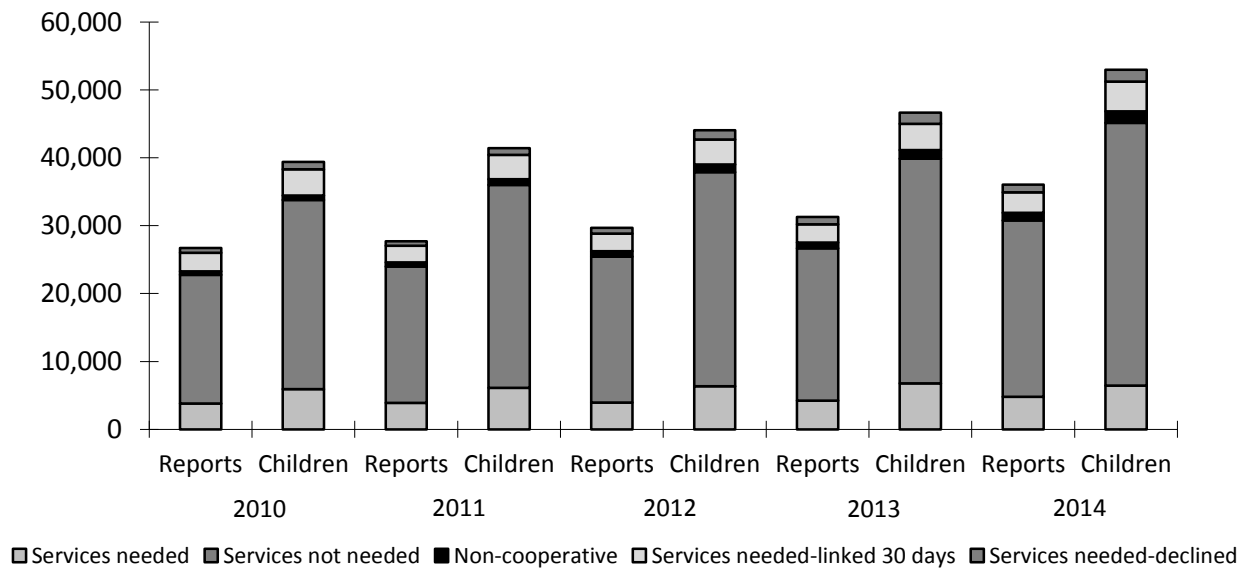 60,000
50,000
40,000
30,000
20,000
10,000
0
Reports Children Reports Children Reports Children Reports Children Reports Children
2010 2011 2012 2013 2014
Services needed Services not needed Non-cooperative Services needed-linked 30 days Services needed-declined